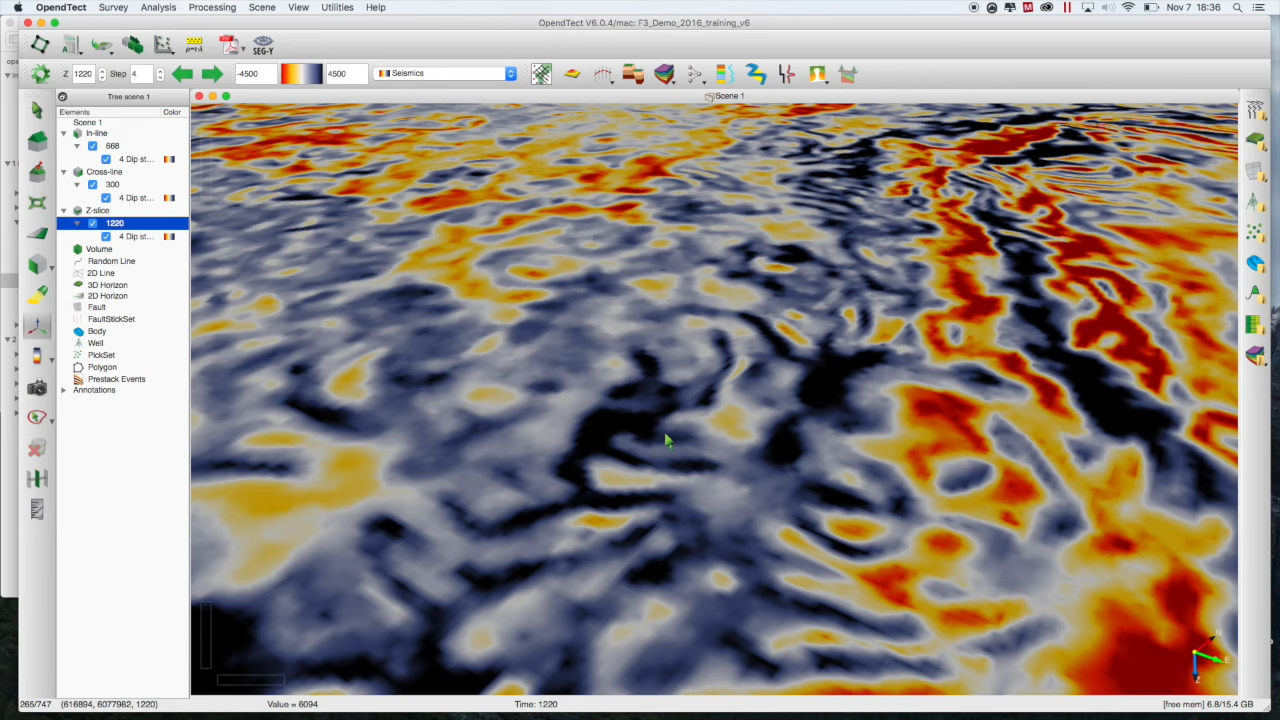 OpendTect Survey Analysis Processing Scene View Utilities Help
Nov 7 18:36
OpendTect V6.0.4/mac: F3_Demo_2016_training_v6
ρ=f(x)
PDF
SEG-Y
Z 1220 Step 4 -4500 4500 Seismics
Tree scene 1
Scene 1
Elements Color
Scene 1
In-line
668
4 Dip st...
Cross-line
300
4 Dip st...
Z-slice
1220
4 Dip st...
Volume
Random Line
2D Line
3D Horizon
2D Horizon
Fault
FaultStickSet
Body
Well
PickSet
Polygon
Prestack Events
Annotations
N
E
Z
265/747 (616894, 6077982, 1220) Value = 6094 Time: 1220 [free mem] 6.8/15.4 GB